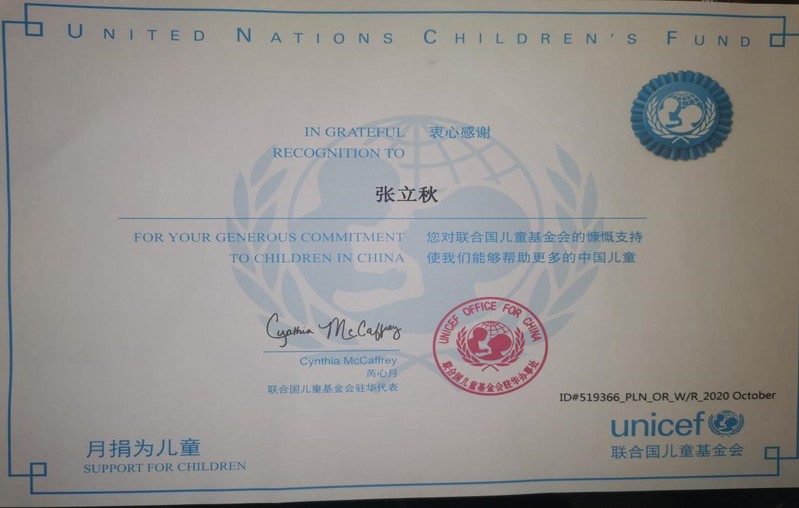 UNITED NATIONS CHILDREN'S FUND
IN GRATEFUL 衷心感谢
RECOGNITION TO
张立秋
FOR YOUR GENEROUS COMMITMENT 您对联合国儿童基金会的慷慨支持
TO CHILDREN IN CHINA 使我们能够帮助更多的中国儿童
Cynthia McCaffrey
Cynthia McCaffrey
芮心月
联合国儿童基金会驻华代表
UNICEF OFFICE FOR CHINA
联合国儿童基金会驻华办事处
ID#S19366_PLN_OR_W/R_2020 October
unicef
联合国儿童基金会
月捐为儿童
SUPPORT FOR CHILDREN